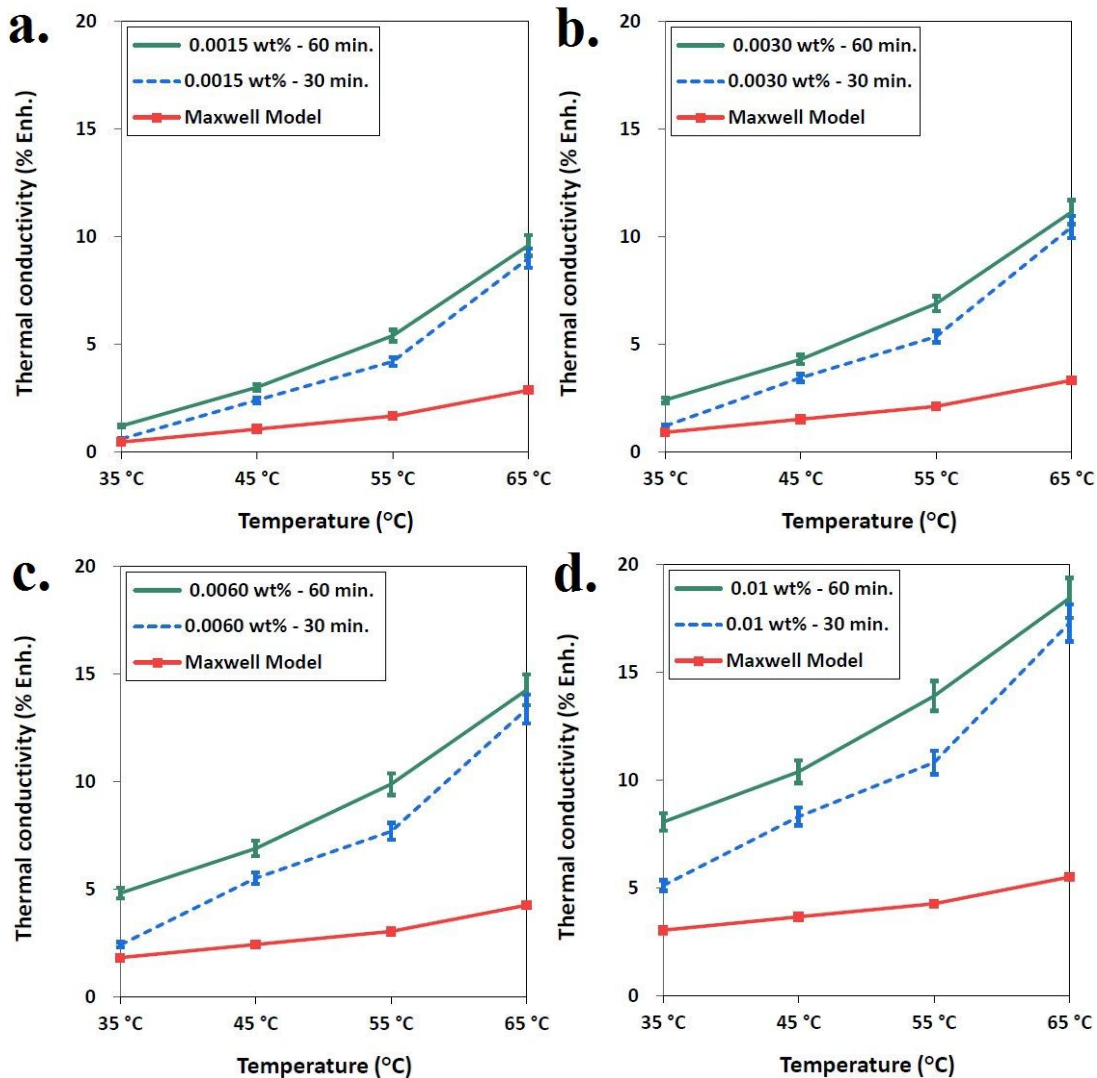 a.
Thermal conductivity (% Enh.)
20
15
10
5
0
0.0015 wt% - 60 min.
0.0015 wt% - 30 min.
Maxwell Model
35 °C
45 °C
55 °C
65 °C
Temperature (°C)
b.
Thermal conductivity (% Enh.)
20
15
10
5
0
0.0030 wt% - 60 min.
0.0030 wt% - 30 min.
Maxwell Model
35 °C
45 °C
55 °C
65 °C
Temperature (°C)
c.
Thermal conductivity (% Enh.)
20
15
10
5
0
0.0060 wt% - 60 min.
0.0060 wt% - 30 min.
Maxwell Model
35 °C
45 °C
55 °C
65 °C
Temperature (°C)
d.
Thermal conductivity (% Enh.)
20
15
10
5
0
0.01 wt% - 60 min.
0.01 wt% - 30 min.
Maxwell Model
35 °C
45 °C
55 °C
65 °C
Temperature (°C)